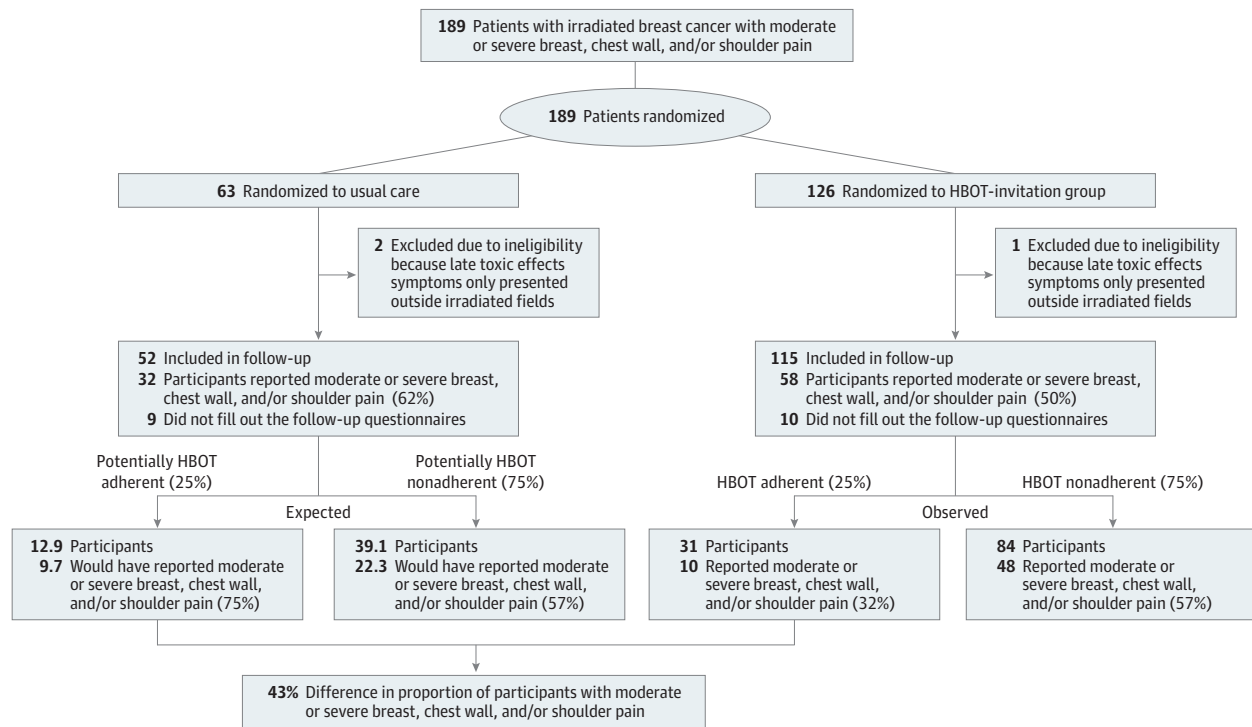 189 Patients with irradiated breast cancer with moderate
or severe breast, chest wall, and/or shoulder pain
189 Patients randomized
63 Randomized to usual care
126 Randomized to HBOT-invitation group
2 Excluded due to ineligibility
because late toxic effects
symptoms only presented
outside irradiated fields
1 Excluded due to ineligibility
because late toxic effects
symptoms only presented
outside irradiated fields
52 Included in follow-up
32 Participants reported moderate or severe breast,
chest wall, and/or shoulder pain (62%)
9 Did not fill out the follow-up questionnaires
115 Included in follow-up
58 Participants reported moderate or severe breast,
chest wall, and/or shoulder pain (50%)
10 Did not fill out the follow-up questionnaires
Potentially HBOT
adherent (25%)
Potentially HBOT
nonadherent (75%)
Expected
HBOT adherent (25%)
HBOT nonadherent (75%)
Observed
12.9 Participants
9.7 Would have reported moderate
or severe breast, chest wall,
and/or shoulder pain (75%)
39.1 Participants
22.3 Would have reported moderate
or severe breast, chest wall,
and/or shoulder pain (57%)
31 Participants
10 Reported moderate or
severe breast, chest wall,
and/or shoulder pain (32%)
84 Participants
48 Reported moderate or
severe breast, chest wall,
and/or shoulder pain (57%)
43% Difference in proportion of participants with moderate
or severe breast, chest wall, and/or shoulder pain